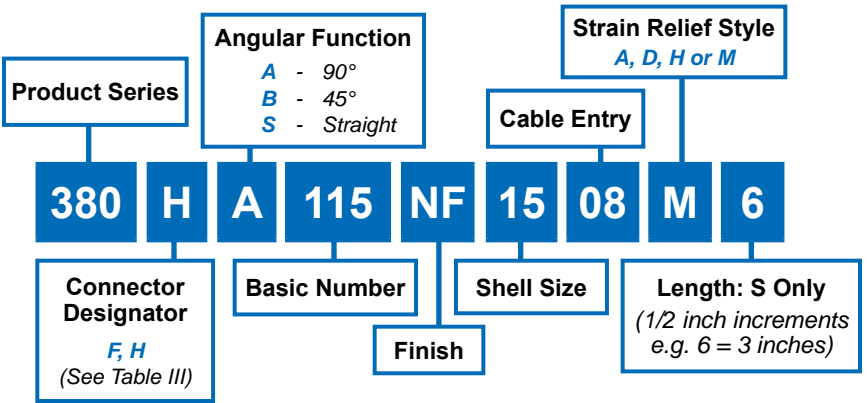 Product Series
Angular Function
A - 90°
B - 45°
S - Straight
Strain Relief Style
A, D, H or M
Cable Entry
380 H A 115 NF 15 08 M 6
Connector
Designator
F, H
(See Table III)
Basic Number
Finish
Shell Size
Length: S Only
(1/2 inch increments
e.g. 6 = 3 inches)